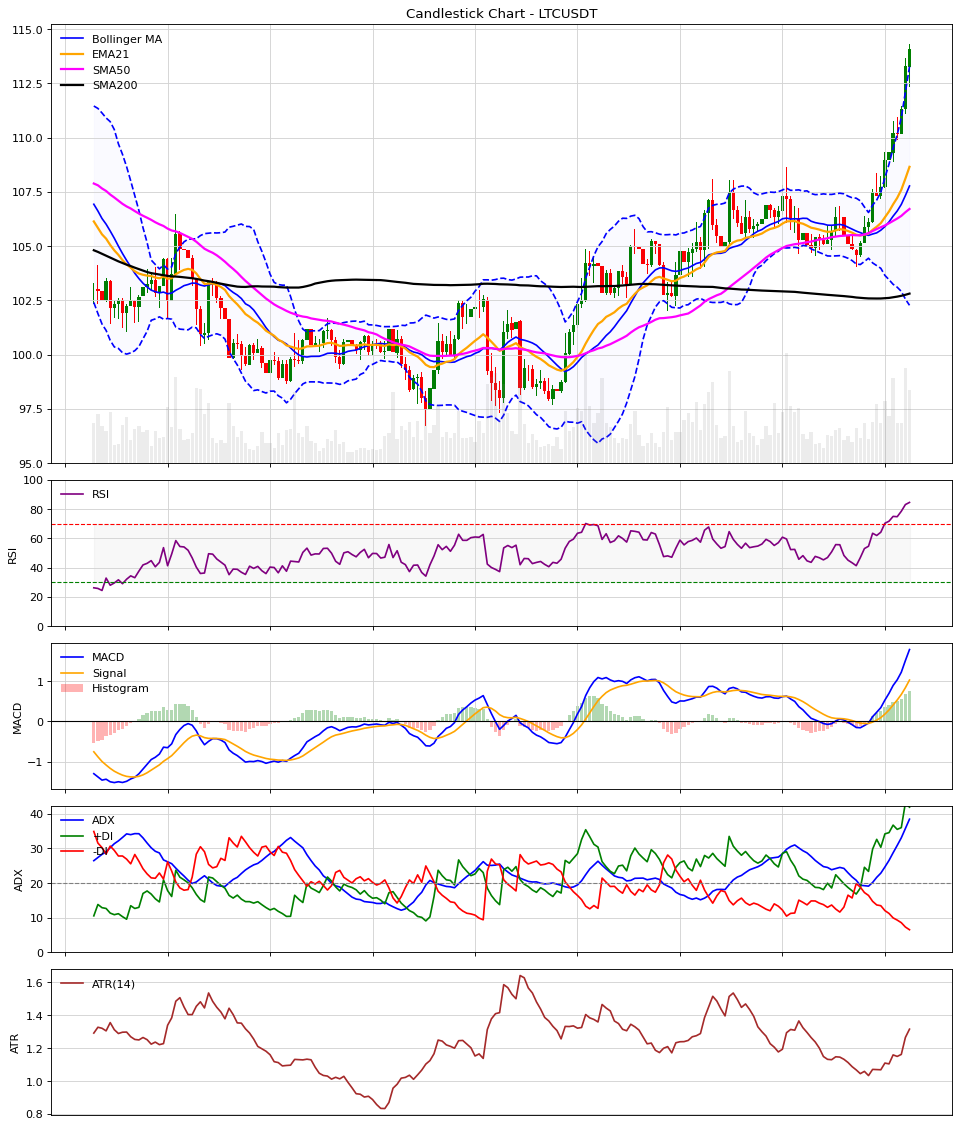 Candlestick Chart - LTCUSDT
115.0
112.5
110.0
107.5
105.0
102.5
100.0
97.5
95.0
Bollinger MA
EMA21
SMA50
SMA200
100
80
60
40
20
0
RSI
RSI
1
0
−1
MACD
MACD
Signal
Histogram
40
30
20
10
0
ADX
ADX
+DI
-DI
1.6
1.4
1.2
1.0
0.8
ATR
ATR(14)